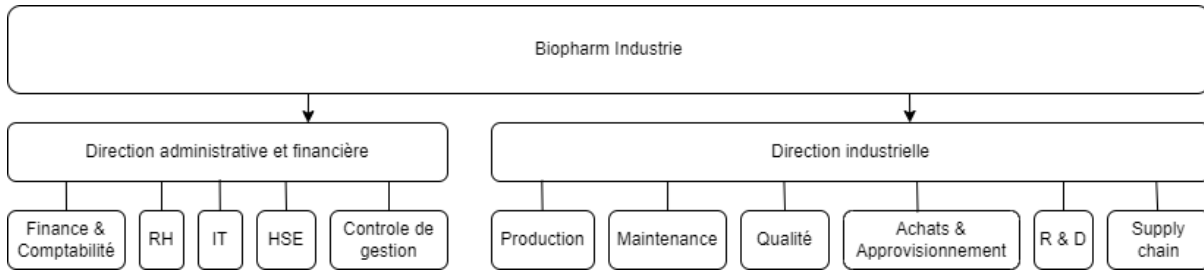 Biopharm Industrie
Direction administrative et financière
Direction industrielle
Finance &
Comptabilité
RH
IT
HSE
Controle de
gestion
Production
Maintenance
Qualité
Achats &
Approvisionnement
R & D
Supply
chain